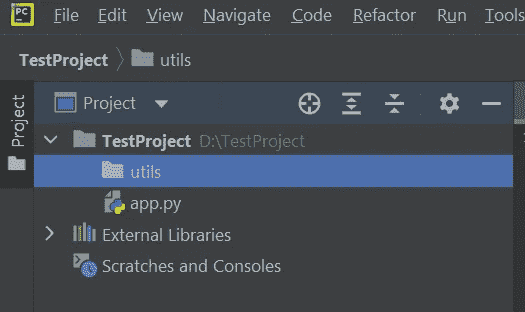 PC File Edit View Navigate Code Refactor Run Tools
TestProject utils
Project
Project
TestProject D:\TestProject
utils
app.py
External Libraries
Scratches and Consoles